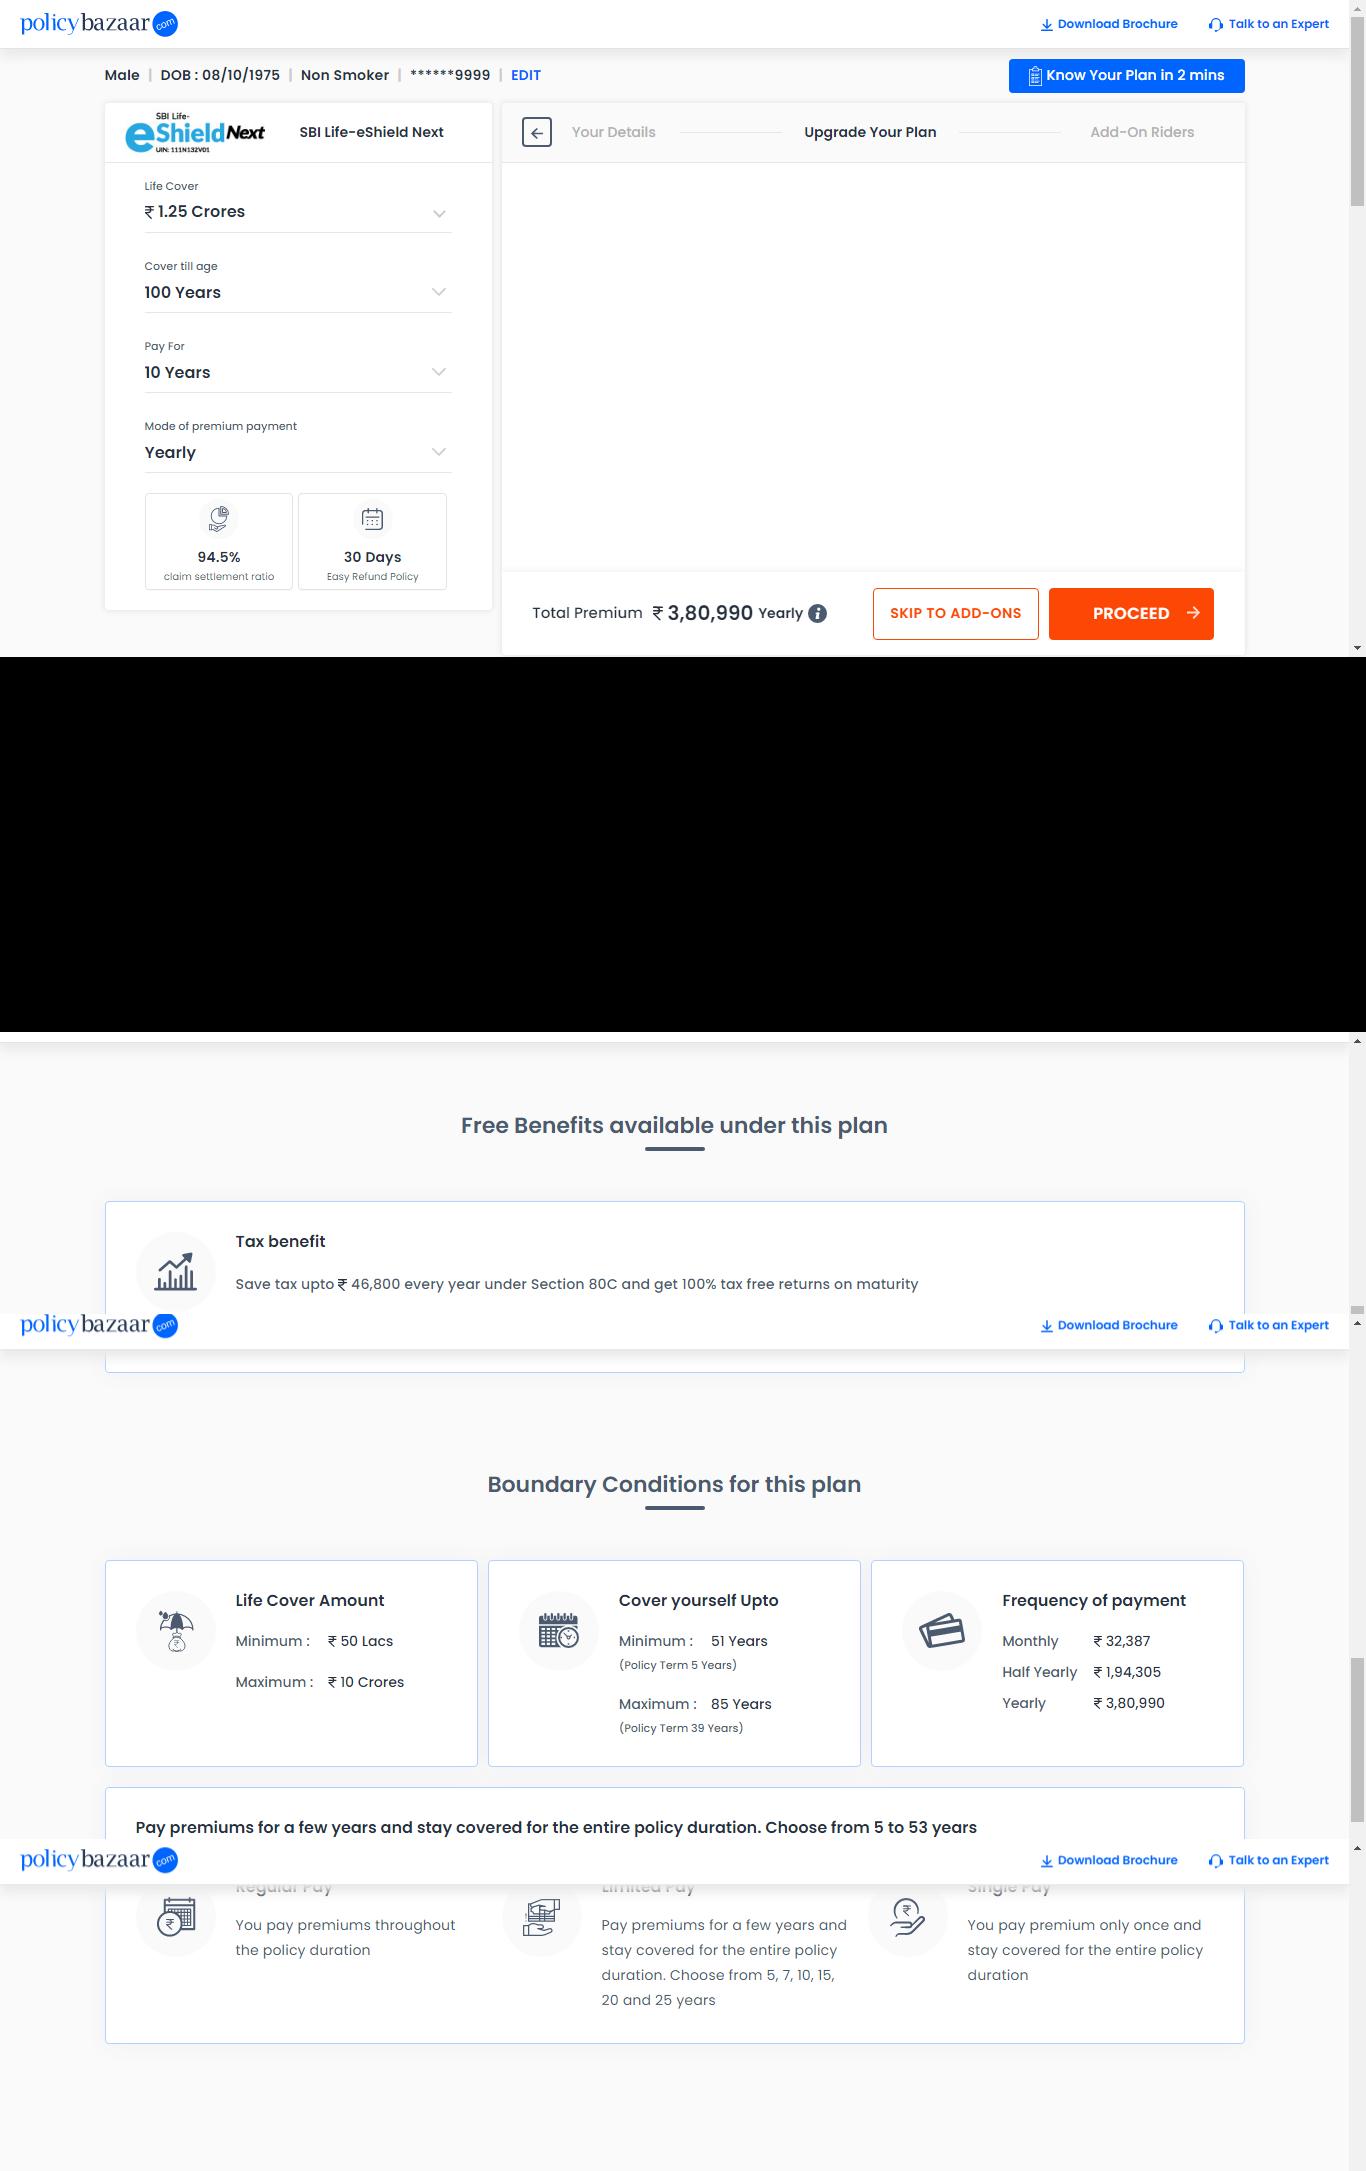 policybazaar.com
Download Brochure
Talk to an Expert
Male | DOB : 08/10/1975 | Non Smoker | ******9999 | EDIT
Know Your Plan in 2 mins
SBI Life-
eShield Next
UIN: 111N132V01
SBI Life-eShield Next
Your Details
Upgrade Your Plan
Add-On Riders
Life Cover
₹ 1.25 Crores
Cover till age
100 Years
Pay For
10 Years
Mode of premium payment
Yearly
94.5%
claim settlement ratio
30 Days
Easy Refund Policy
Total Premium ₹ 3,80,990 Yearly
SKIP TO ADD-ONS
PROCEED
Free Benefits available under this plan
Tax benefit
Save tax upto ₹ 46,800 every year under Section 80C and get 100% tax free returns on maturity
policybazaar.com
Download Brochure
Talk to an Expert
Boundary Conditions for this plan
Life Cover Amount
Minimum : ₹ 50 Lacs
Maximum : ₹ 10 Crores
Cover yourself Upto
Minimum : 51 Years
(Policy Term 5 Years)
Maximum : 85 Years
(Policy Term 39 Years)
Frequency of payment
Monthly ₹ 32,387
Half Yearly ₹ 1,94,305
Yearly ₹ 3,80,990
Pay premiums for a few years and stay covered for the entire policy duration. Choose from 5 to 53 years
policybazaar.com
Download Brochure
Talk to an Expert
Regular Pay
You pay premiums throughout
the policy duration
Limited Pay
Pay premiums for a few years and
stay covered for the entire policy
duration. Choose from 5, 7, 10, 15,
20 and 25 years
Single Pay
You pay premium only once and
stay covered for the entire policy
duration